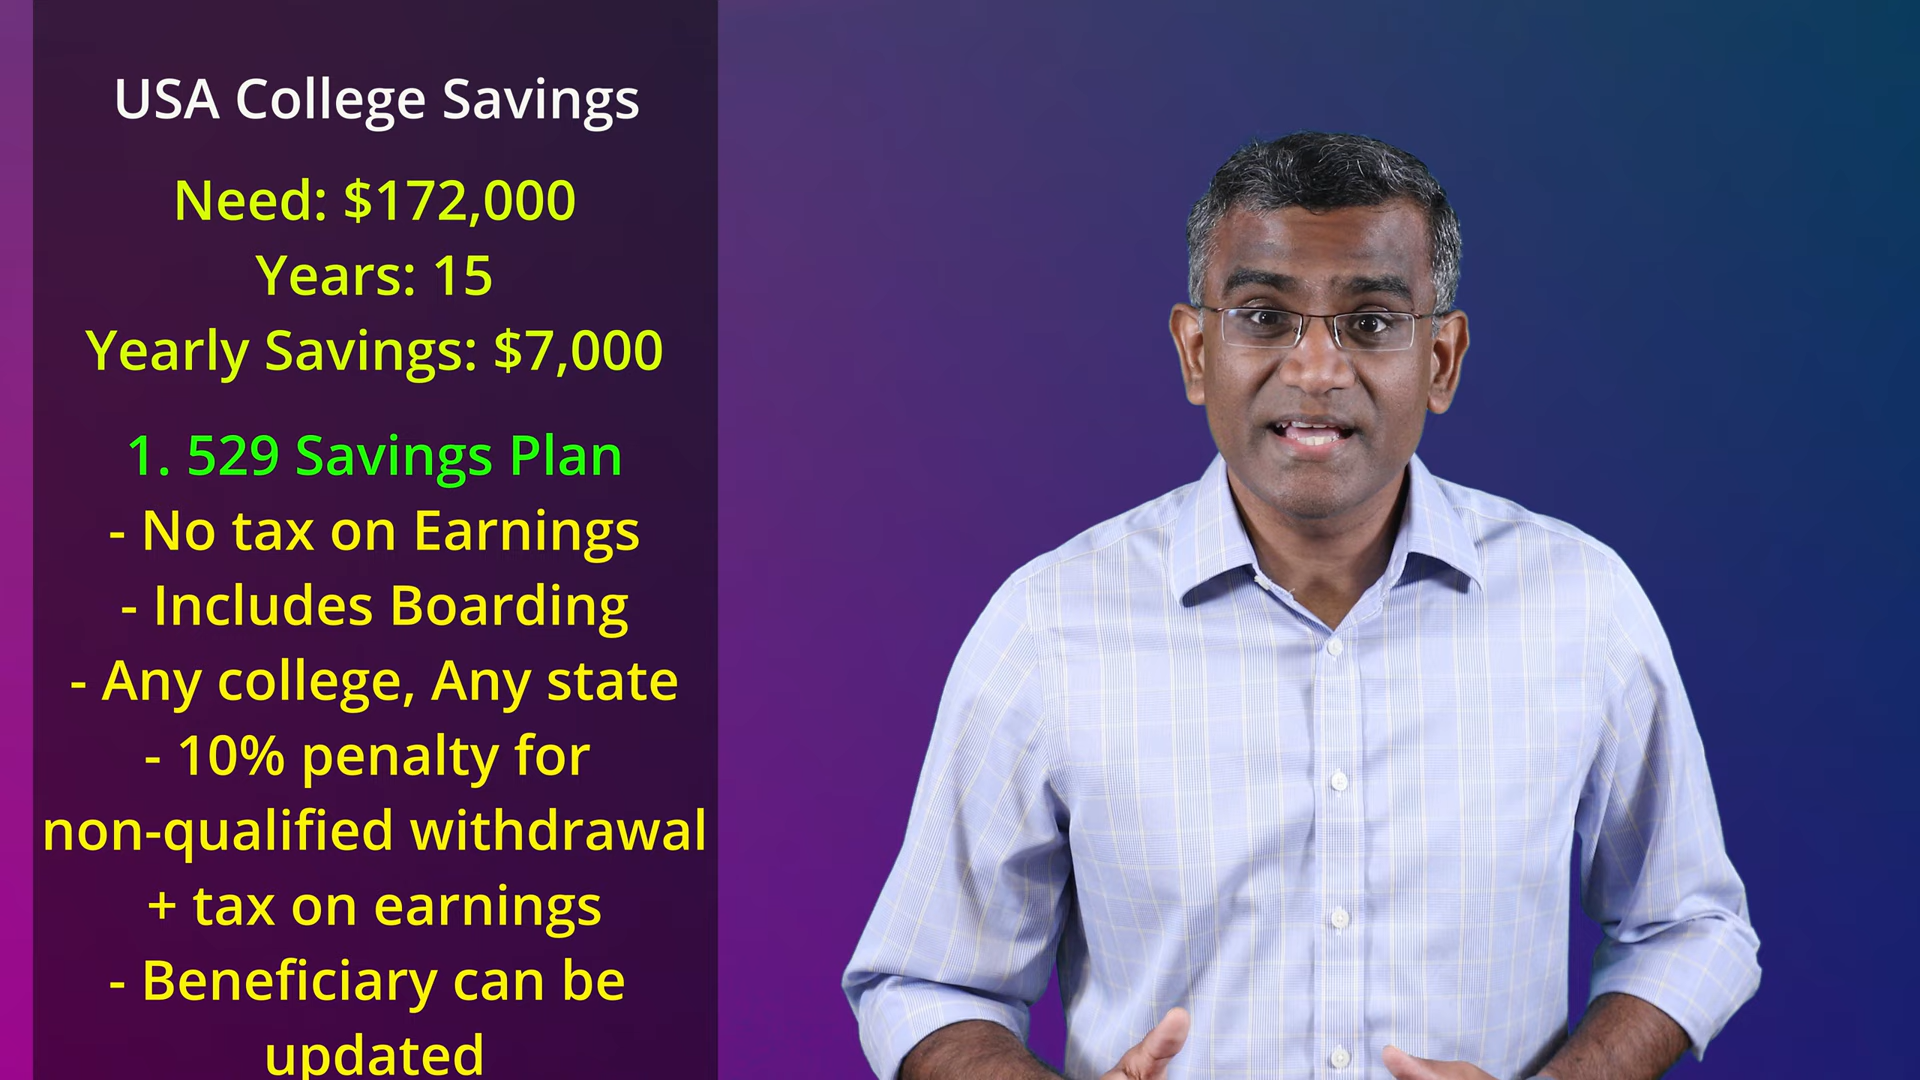 USA College Savings
Need: $172,000
Years: 15
Yearly Savings: $7,000
1. 529 Savings Plan
- No tax on Earnings
- Includes Boarding
- Any college, Any state
- 10% penalty for
non-qualified withdrawal
+ tax on earnings
- Beneficiary can be
updated